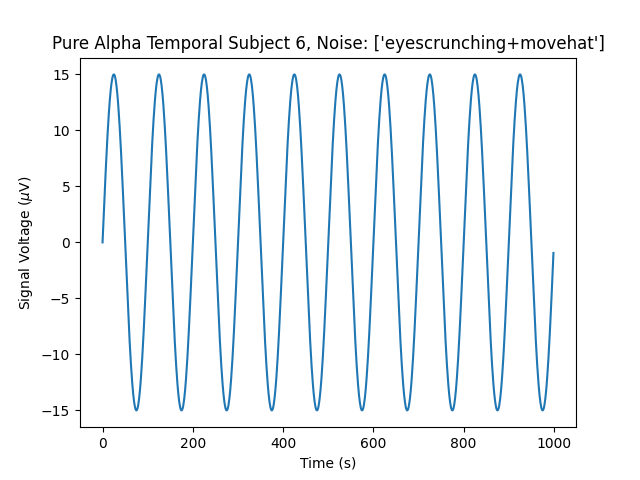 Pure Alpha Temporal Subject 6, Noise: ['eyescrunching+movehat']
15
10
5
0
−5
−10
−15
Signal Voltage (μV)
0 200 400 600 800 1000
Time (s)